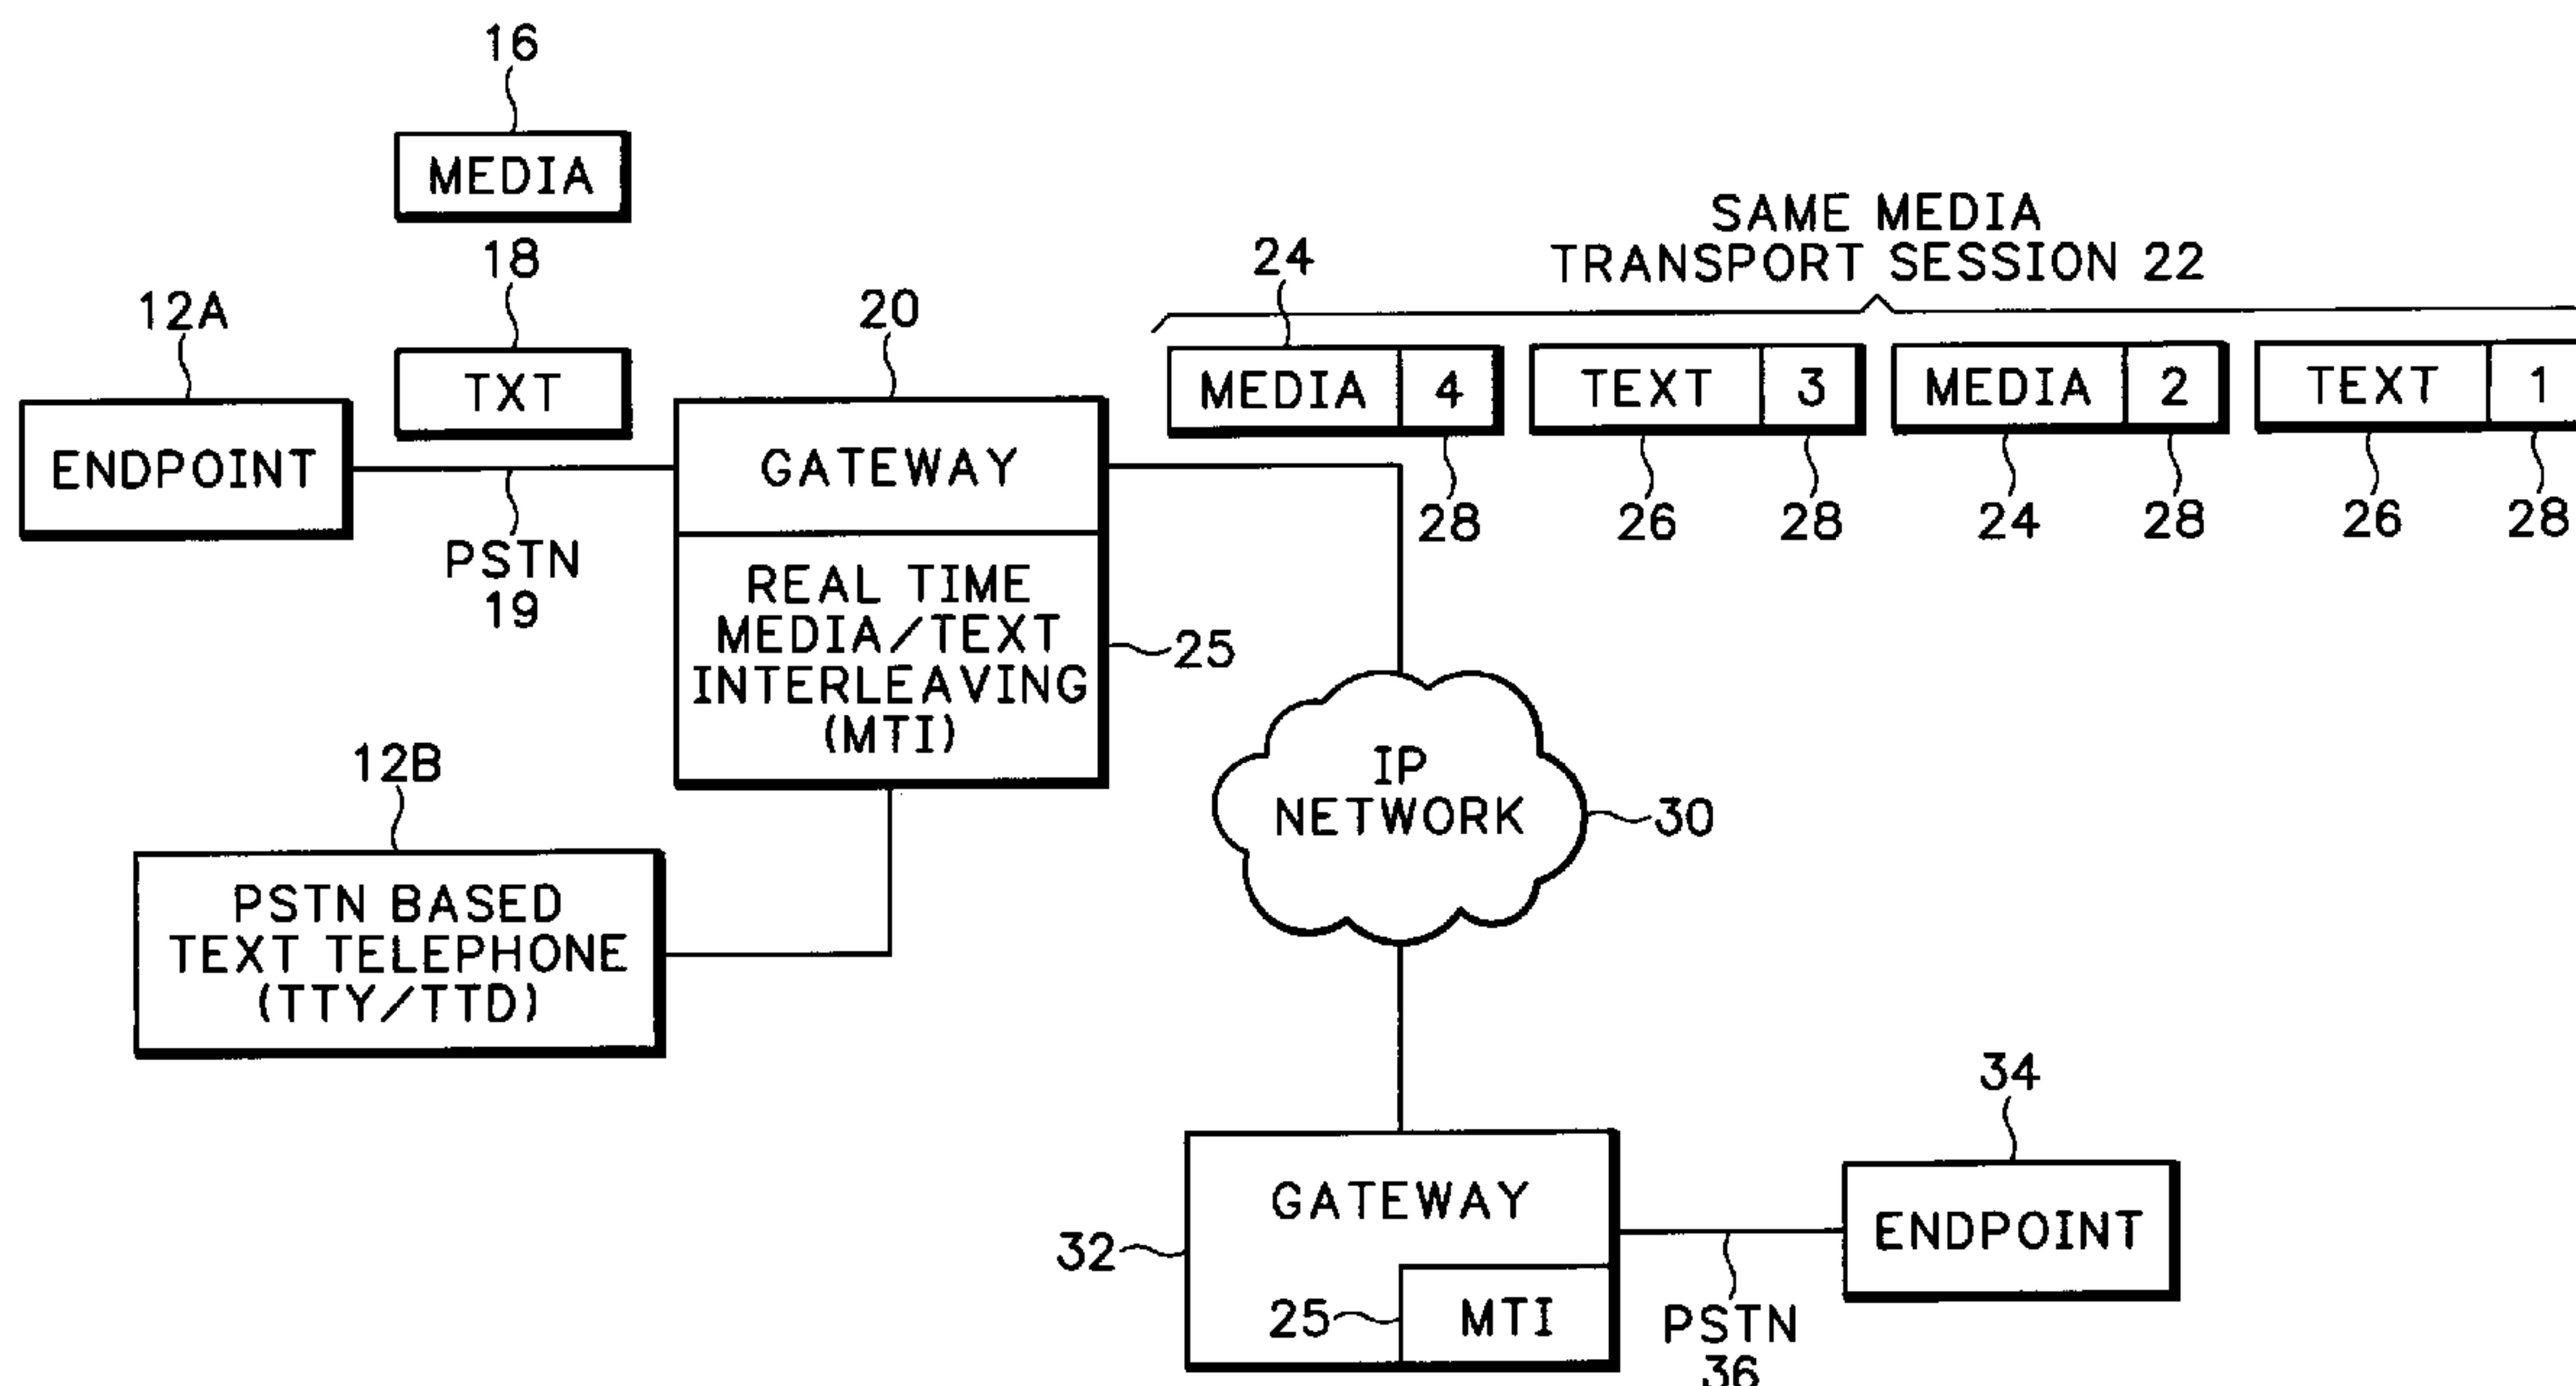 16
MEDIA
18
TXT
12A
ENDPOINT
PSTN
19
20
GATEWAY
REAL TIME
MEDIA/TEXT
INTERLEAVING
(MTI)
25
SAME MEDIA
TRANSPORT SESSION 22
24
MEDIA 4
TEXT 3
MEDIA 2
TEXT 1
28
26
28
24
28
26
28
12B
PSTN BASED
TEXT TELEPHONE
(TTY/TTD)
IP
NETWORK
30
32
GATEWAY
25
MTI
PSTN
36
34
ENDPOINT